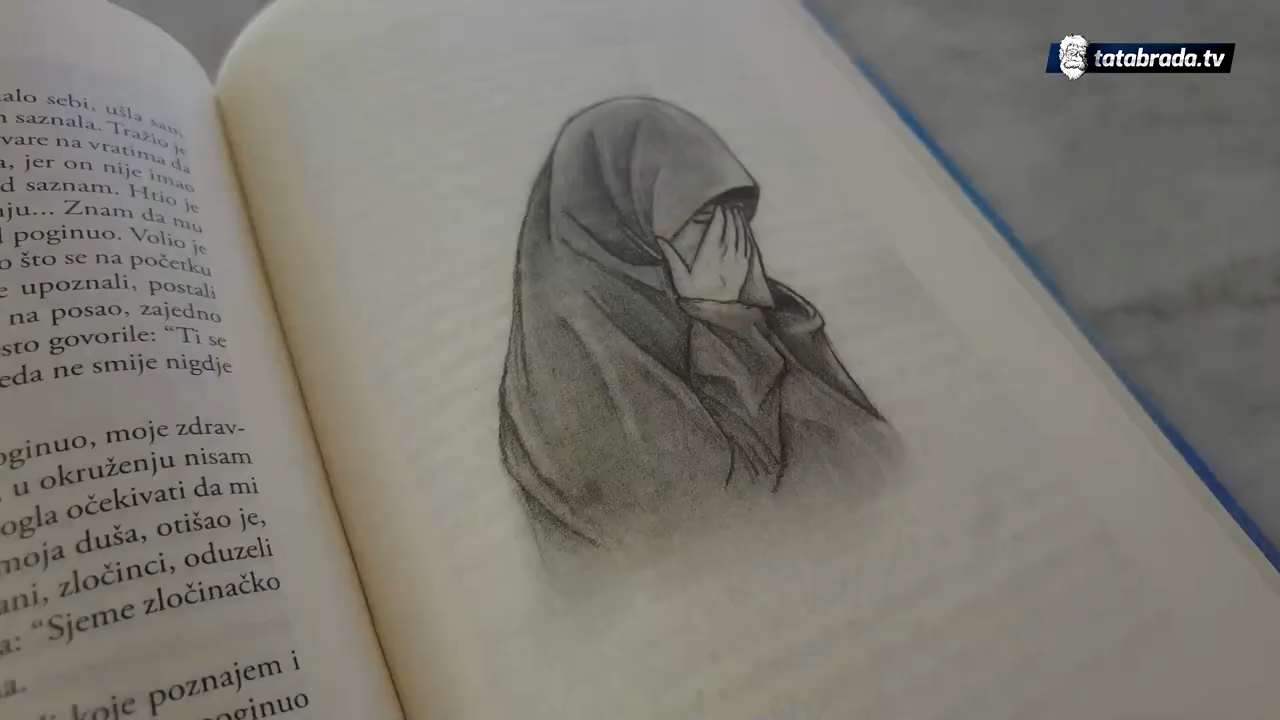 alo sebi, ušla sam
saznala. Tražio je
vare na vratima da
jer on nije imao
d saznam. Htio je
nju... Znam da mu
poginuo. Volio je
što se na početku
upoznali, postali
na posao, zajedno
sto govorile: “Ti se
eda ne smije nigdje
oginuo, moje zdrav-
u okruženju nisam
ogla očekivati da mi
moja duša, otišao je,
ani, zločinci, oduzeli
a: “Sjeme zločinačko
a.
koje poznajem i
oginuo
tatabrada.tv